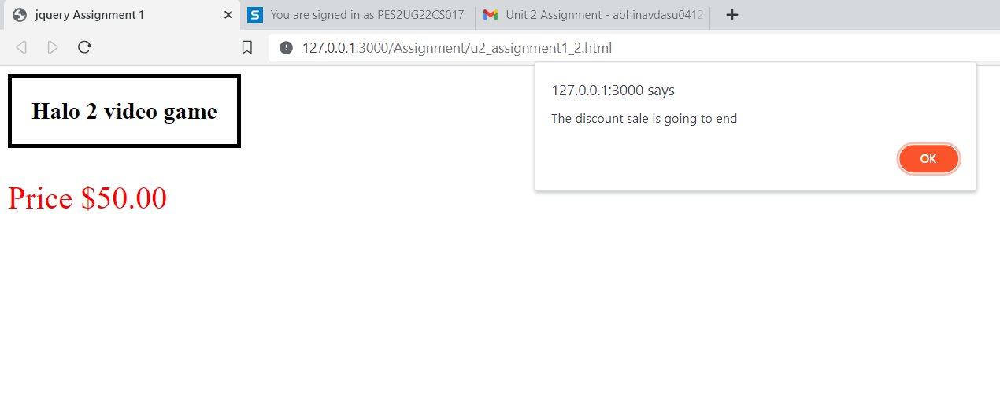 jquery Assignment 1
You are signed in as PES2UG22CS017
Unit 2 Assignment - abhinavdasu0412
127.0.0.1:3000/Assignment/u2_assignment1_2.html
127.0.0.1:3000 says
The discount sale is going to end
OK
Halo 2 video game
Price $50.00